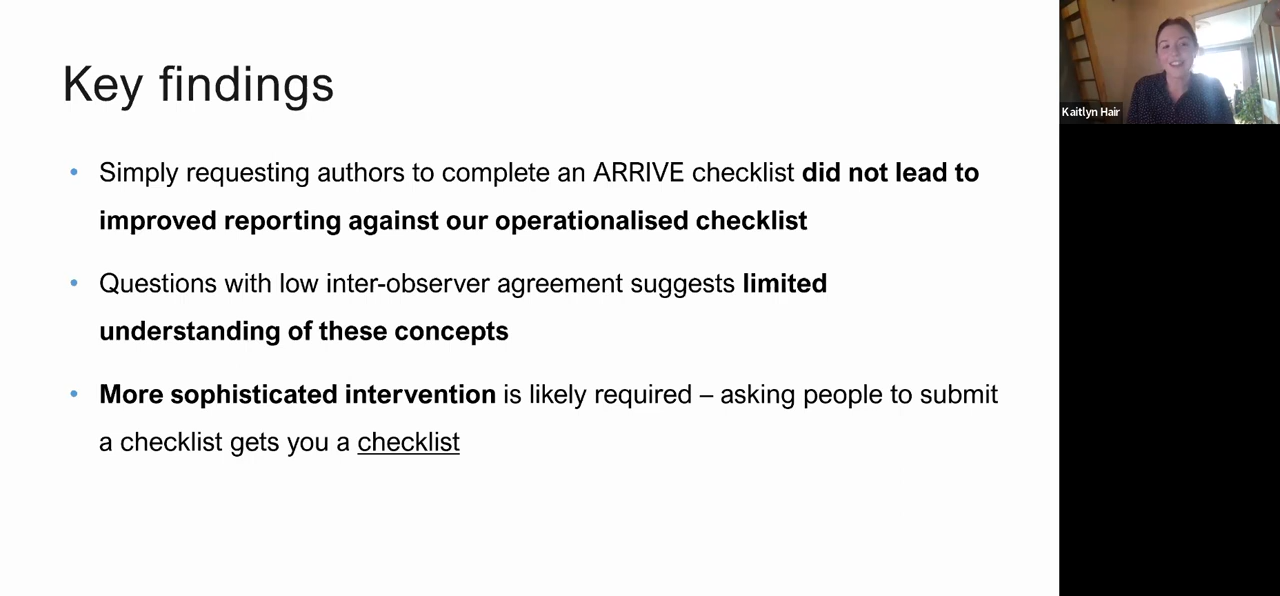 Key findings
• Simply requesting authors to complete an ARRIVE checklist did not lead to
improved reporting against our operationalised checklist
• Questions with low inter-observer agreement suggests limited
understanding of these concepts
• More sophisticated intervention is likely required – asking people to submit
a checklist gets you a checklist
Kaitlyn Hair